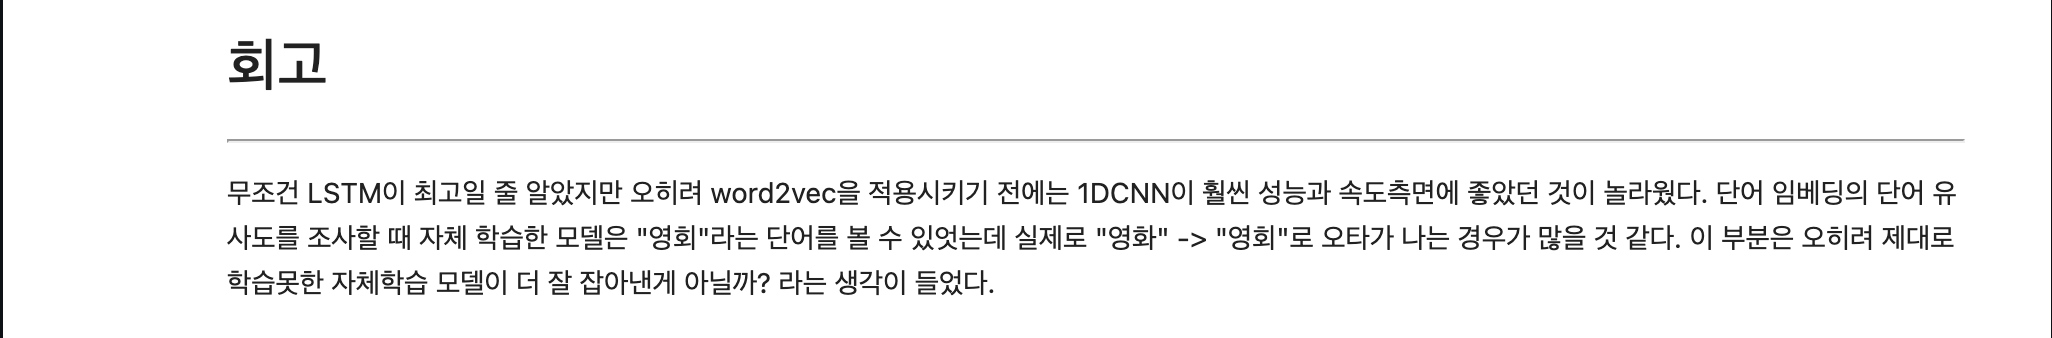 회고
무조건 LSTM이 최고일 줄 알았지만 오히려 word2vec을 적용시키기 전에는 1DCNN이 훨씬 성능과 속도측면에 좋았던 것이 놀라웠다. 단어 임베딩의 단어 유
사도를 조사할 때 자체 학습한 모델은 "영회"라는 단어를 볼 수 있엇는데 실제로 "영화" -> "영회"로 오타가 나는 경우가 많을 것 같다. 이 부분은 오히려 제대로
학습못한 자체학습 모델이 더 잘 잡아낸게 아닐까? 라는 생각이 들었다.